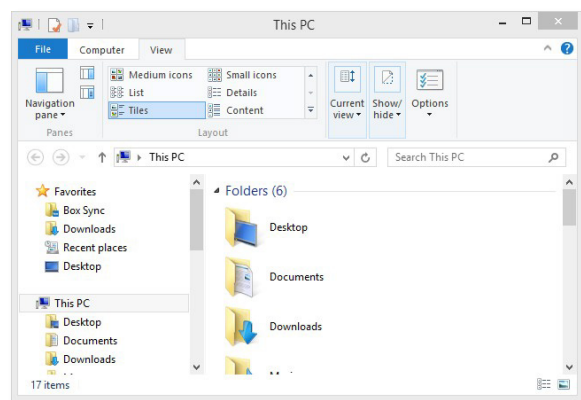 This PC
File Computer View
Medium icons Small icons
List Details
Tiles Content
Navigation pane
Current view
Show/ hide
Options
Panes
Layout
This PC
Search This PC
Favorites
Box Sync
Downloads
Recent places
Desktop
This PC
Desktop
Documents
Downloads
Folders (6)
Desktop
Documents
Downloads
17 items